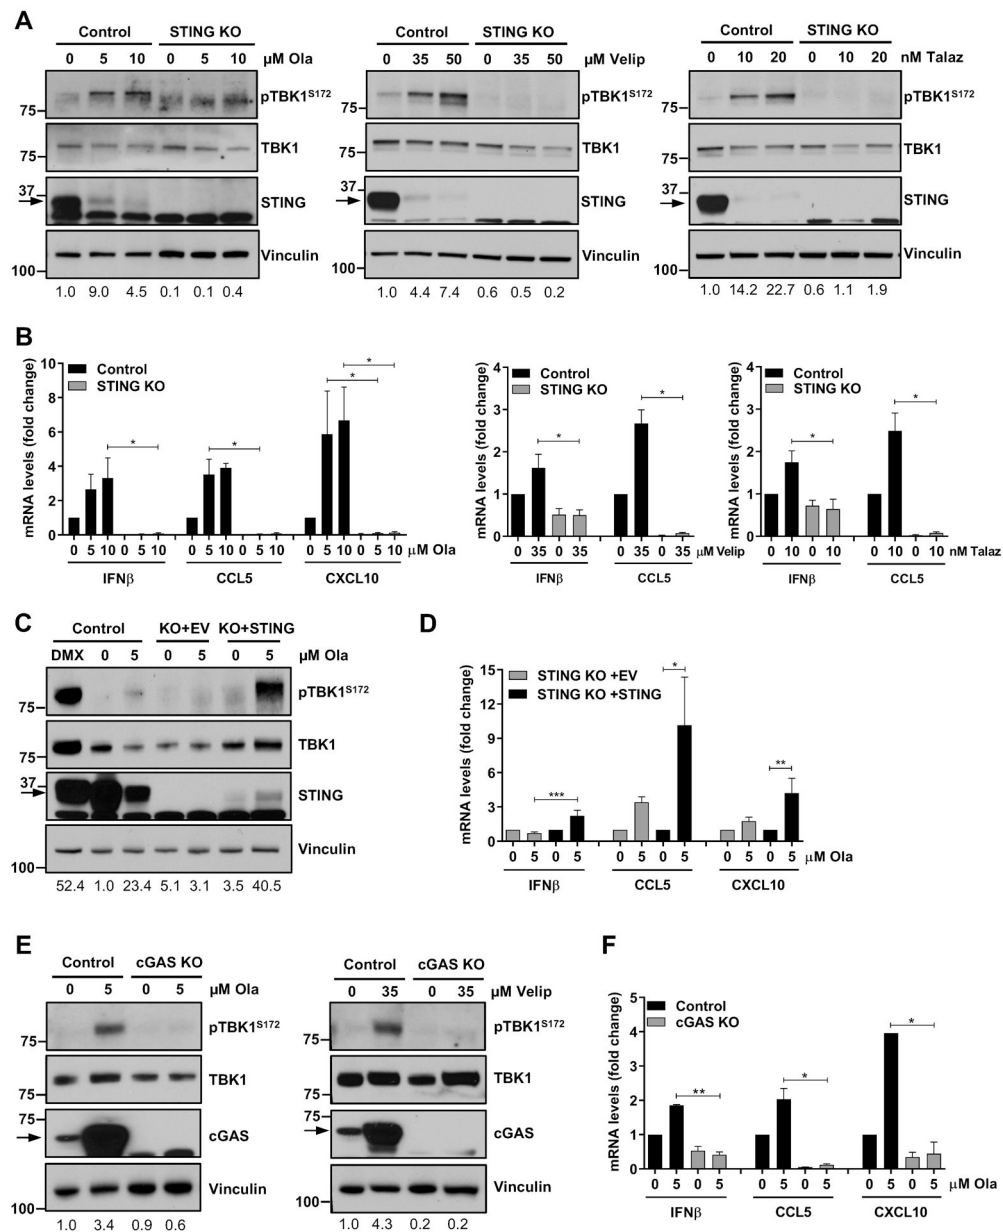 A
Control STING KO
0 5 10 0 5 10 μM Ola
75 pTBK1S172
75 TBK1
37 STING
100 Vinculin
1.0 9.0 4.5 0.1 0.1 0.4
Control STING KO
0 35 50 0 35 50 μM Velip
75 pTBK1S172
75 TBK1
37 STING
100 Vinculin
1.0 4.4 7.4 0.6 0.5 0.2
Control STING KO
0 10 20 0 10 20 nM Talaz
75 pTBK1S172
75 TBK1
37 STING
100 Vinculin
1.0 14.2 22.7 0.6 1.1 1.9
B
mRNA levels (fold change)
10
8
6
4
2
0
Control
STING KO
* * * *
0 5 10 0 5 10 0 5 10 0 5 10 0 5 10 0 5 10 μM Ola
IFNβ CCL5 CXCL10
mRNA levels (fold change)
4
3
2
1
0
Control
STING KO
* *
0 35 0 35 0 35 0 35 μM Velip
IFNβ CCL5
mRNA levels (fold change)
4
3
2
1
0
Control
STING KO
* *
0 10 0 10 0 10 0 10 nM Talaz
IFNβ CCL5
C
Control KO+EV KO+STING
DMX 0 5 0 5 0 5 μM Ola
75 pTBK1S172
75 TBK1
37 STING
100 Vinculin
52.4 1.0 23.4 5.1 3.1 3.5 40.5
D
mRNA levels (fold change)
15
12
9
6
3
0
STING KO +EV
STING KO +STING
*** * **
0 5 0 5 0 5 0 5 0 5 0 5 μM Ola
IFNβ CCL5 CXCL10
E
Control cGAS KO
0 5 0 5 μM Ola
75 pTBK1S172
75 TBK1
75 cGAS
100 Vinculin
1.0 3.4 0.9 0.6
Control cGAS KO
0 35 0 35 μM Velip
75 pTBK1S172
75 TBK1
75 cGAS
100 Vinculin
1.0 4.3 0.2 0.2
F
mRNA levels (fold change)
5
4
3
2
1
0
Control
cGAS KO
** * *
0 5 0 5 0 5 0 5 0 5 0 5 μM Ola
IFNβ CCL5 CXCL10